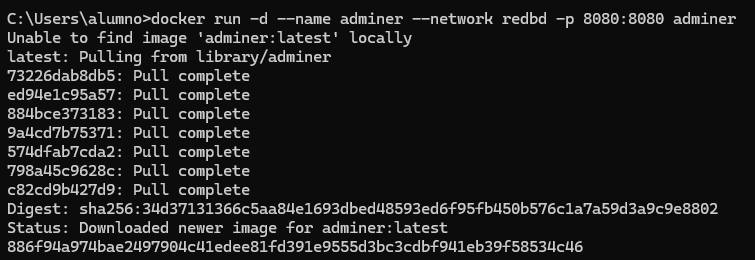 C:\Users\alumno>docker run -d --name adminer --network redbd -p 8080:8080 adminer
Unable to find image 'adminer:latest' locally
latest: Pulling from library/adminer
73226dab8db5: Pull complete
ed94e1c95a57: Pull complete
884bce373183: Pull complete
9a4cd7b75371: Pull complete
574dfab7cda2: Pull complete
798a45c9628c: Pull complete
c82cd9b427d9: Pull complete
Digest: sha256:34d37131366c5aa84e1693dbed48593ed6f95fb450b576c1a7a59d3a9c9e8802
Status: Downloaded newer image for adminer:latest
886f94a974bae2497904c41edee81fd391e9555d3bc3cdbf941eb39f58534c46